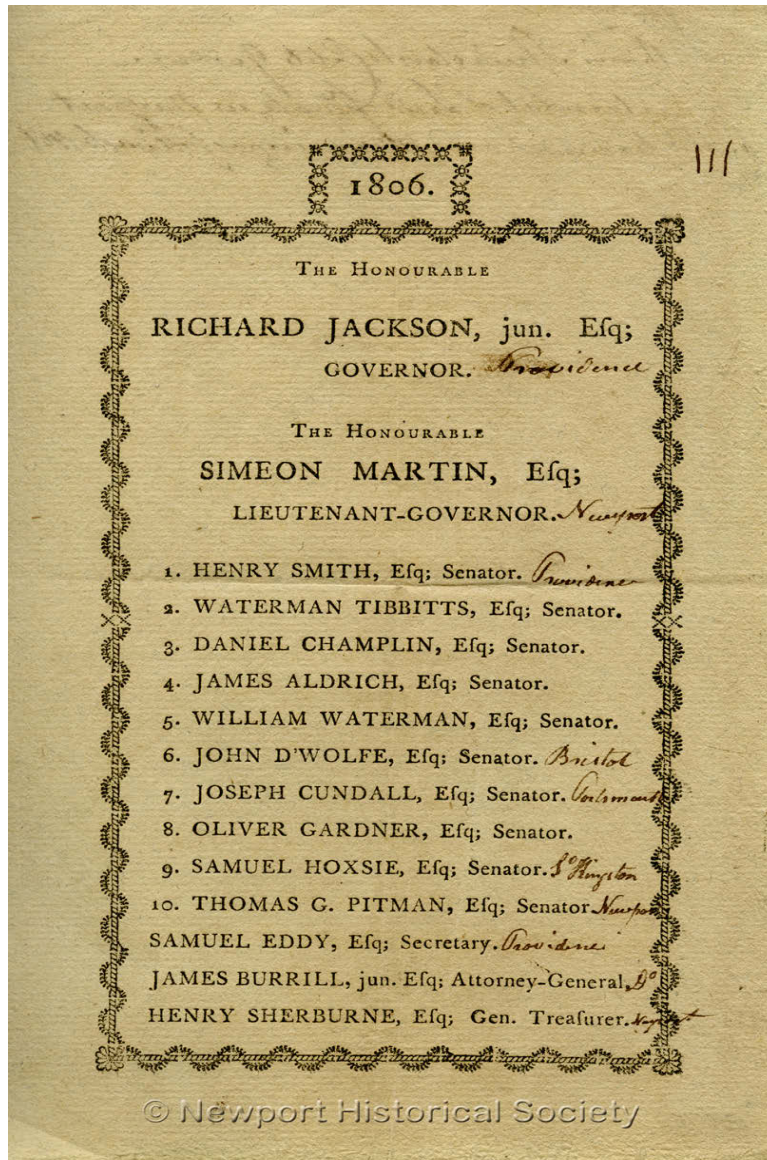 111
1806.
The Honourable
RICHARD JACKSON, jun. Eſq;
GOVERNOR. Providence
The Honourable
SIMEON MARTIN, Eſq;
LIEUTENANT-GOVERNOR. Newport
1. HENRY SMITH, Eſq; Senator. Providence
2. WATERMAN TIBBITTS, Eſq; Senator.
3. DANIEL CHAMPLIN, Eſq; Senator.
4. JAMES ALDRICH, Eſq; Senator.
5. WILLIAM WATERMAN, Eſq; Senator.
6. JOHN D'WOLFE, Eſq; Senator. Bristol
7. JOSEPH CUNDALL, Eſq; Senator. Portsmouth
8. OLIVER GARDNER, Eſq; Senator.
9. SAMUEL HOXSIE, Eſq; Senator. So Kingston
10. THOMAS G. PITMAN, Eſq; Senator Newport
SAMUEL EDDY, Eſq; Secretary. Providence
JAMES BURRILL, jun. Eſq; Attorney-General, Do
HENRY SHERBURNE, Eſq; Gen. Treaſurer. Newport
© Newport Historical Society